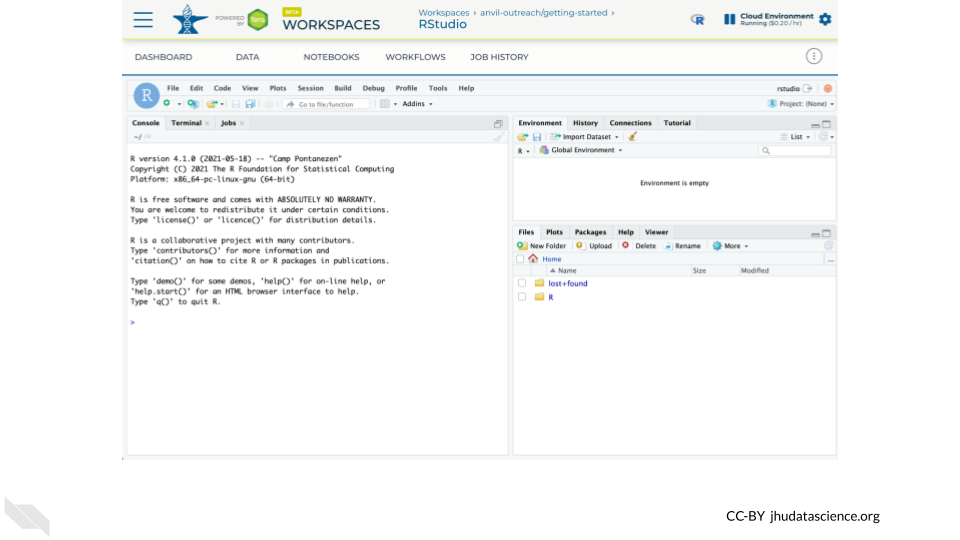 POWERED BY Terra
BETA
WORKSPACES
Workspaces › anvil-outreach/getting-started ›
RStudio
R
Cloud Environment
Running ($0.20 / hr)
DASHBOARD DATA NOTEBOOKS WORKFLOWS JOB HISTORY
R
File Edit Code View Plots Session Build Debug Profile Tools Help
rstudio
Go to file/function Addins
Project: (None)
Console Terminal × Jobs ×
~/
R version 4.1.0 (2021-05-18) -- "Camp Pontanezen"
Copyright (C) 2021 The R Foundation for Statistical Computing
Platform: x86_64-pc-linux-gnu (64-bit)
R is free software and comes with ABSOLUTELY NO WARRANTY.
You are welcome to redistribute it under certain conditions.
Type 'license()' or 'licence()' for distribution details.
R is a collaborative project with many contributors.
Type 'contributors()' for more information and
'citation()' on how to cite R or R packages in publications.
Type 'demo()' for some demos, 'help()' for on-line help, or
'help.start()' for an HTML browser interface to help.
Type 'q()' to quit R.
>
Environment History Connections Tutorial
Import Dataset
List
R Global Environment
Environment is empty
Files Plots Packages Help Viewer
New Folder Upload Delete Rename More
Home ...
Name Size Modified
lost+found
R
CC-BY jhudatascience.org